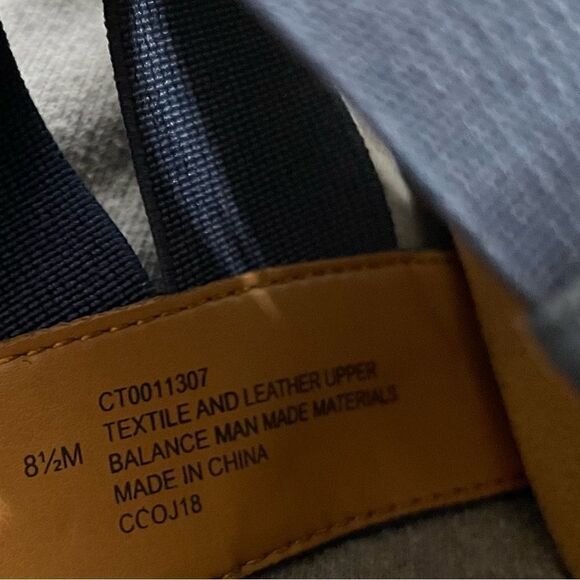 CT0011307
TEXTILE AND LEATHER UPPER
8½M
BALANCE MAN MADE MATERIALS
MADE IN CHINA
CCOJ18